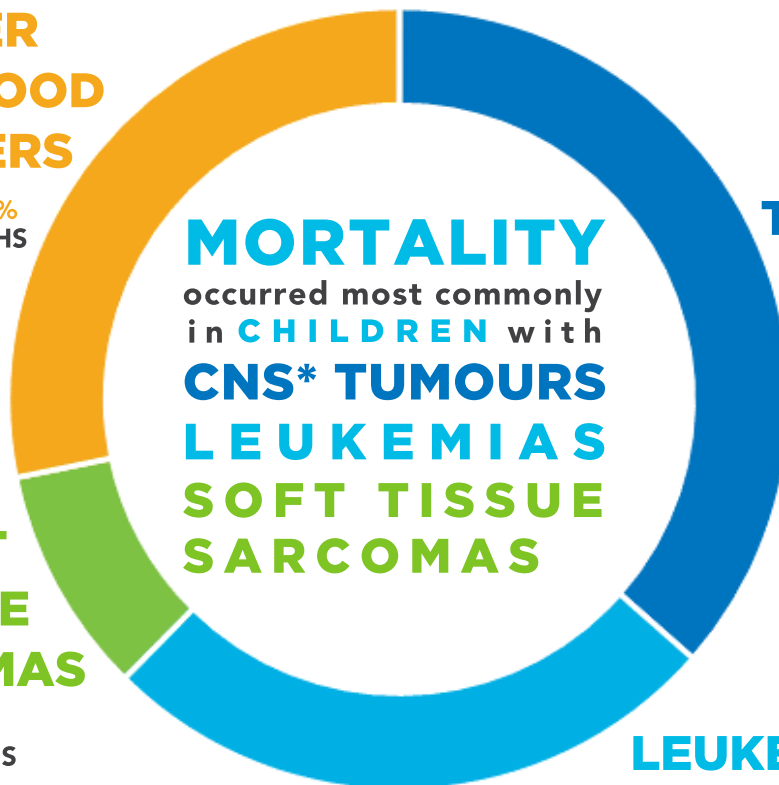 ER
OOD
ERS
%
HS
T
MORTALITY
occurred most commonly
in CHILDREN with
CNS* TUMOURS
LEUKEMIAS
SOFT TISSUE
SARCOMAS
E
MAS
S
LEUKE